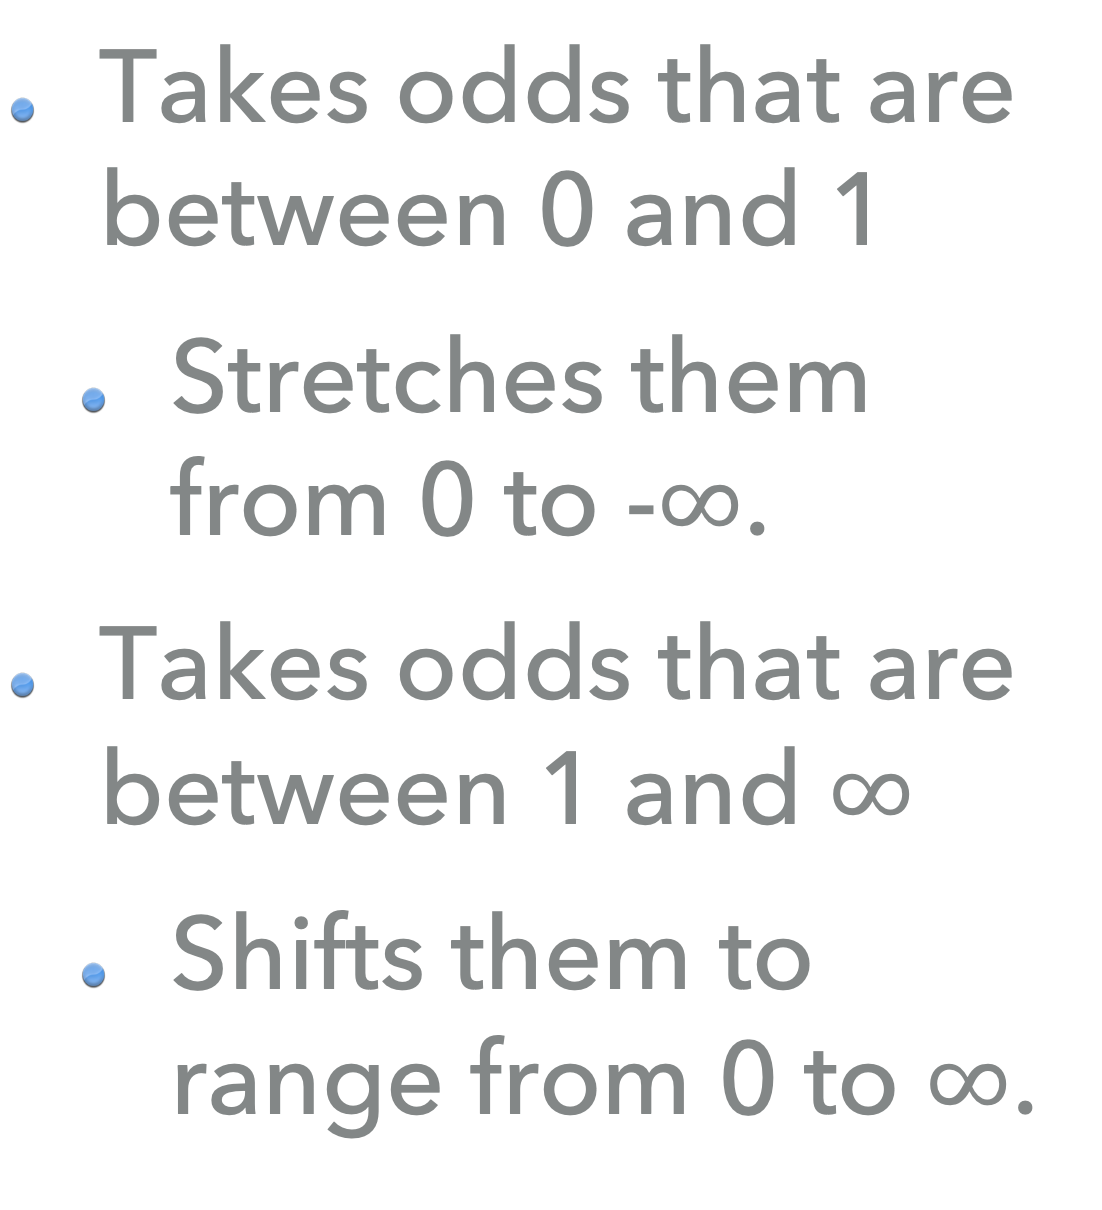 Takes odds that are
between 0 and 1
Stretches them
from 0 to -∞.
Takes odds that are
between 1 and ∞
Shifts them to
range from 0 to ∞.